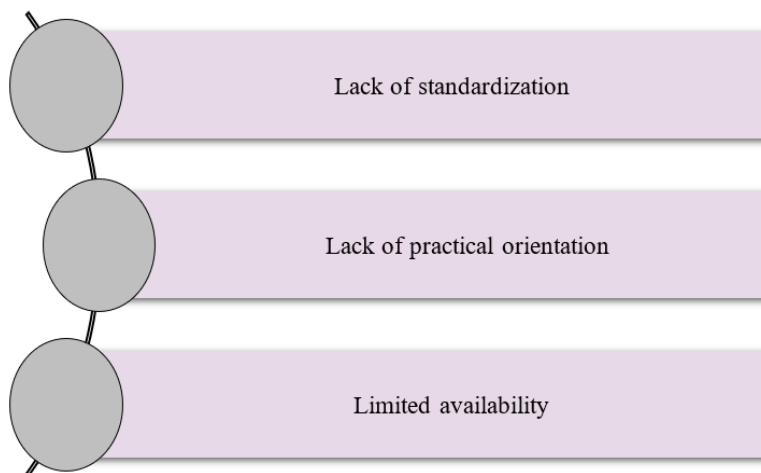 Lack of standardization
Lack of practical orientation
Limited availability